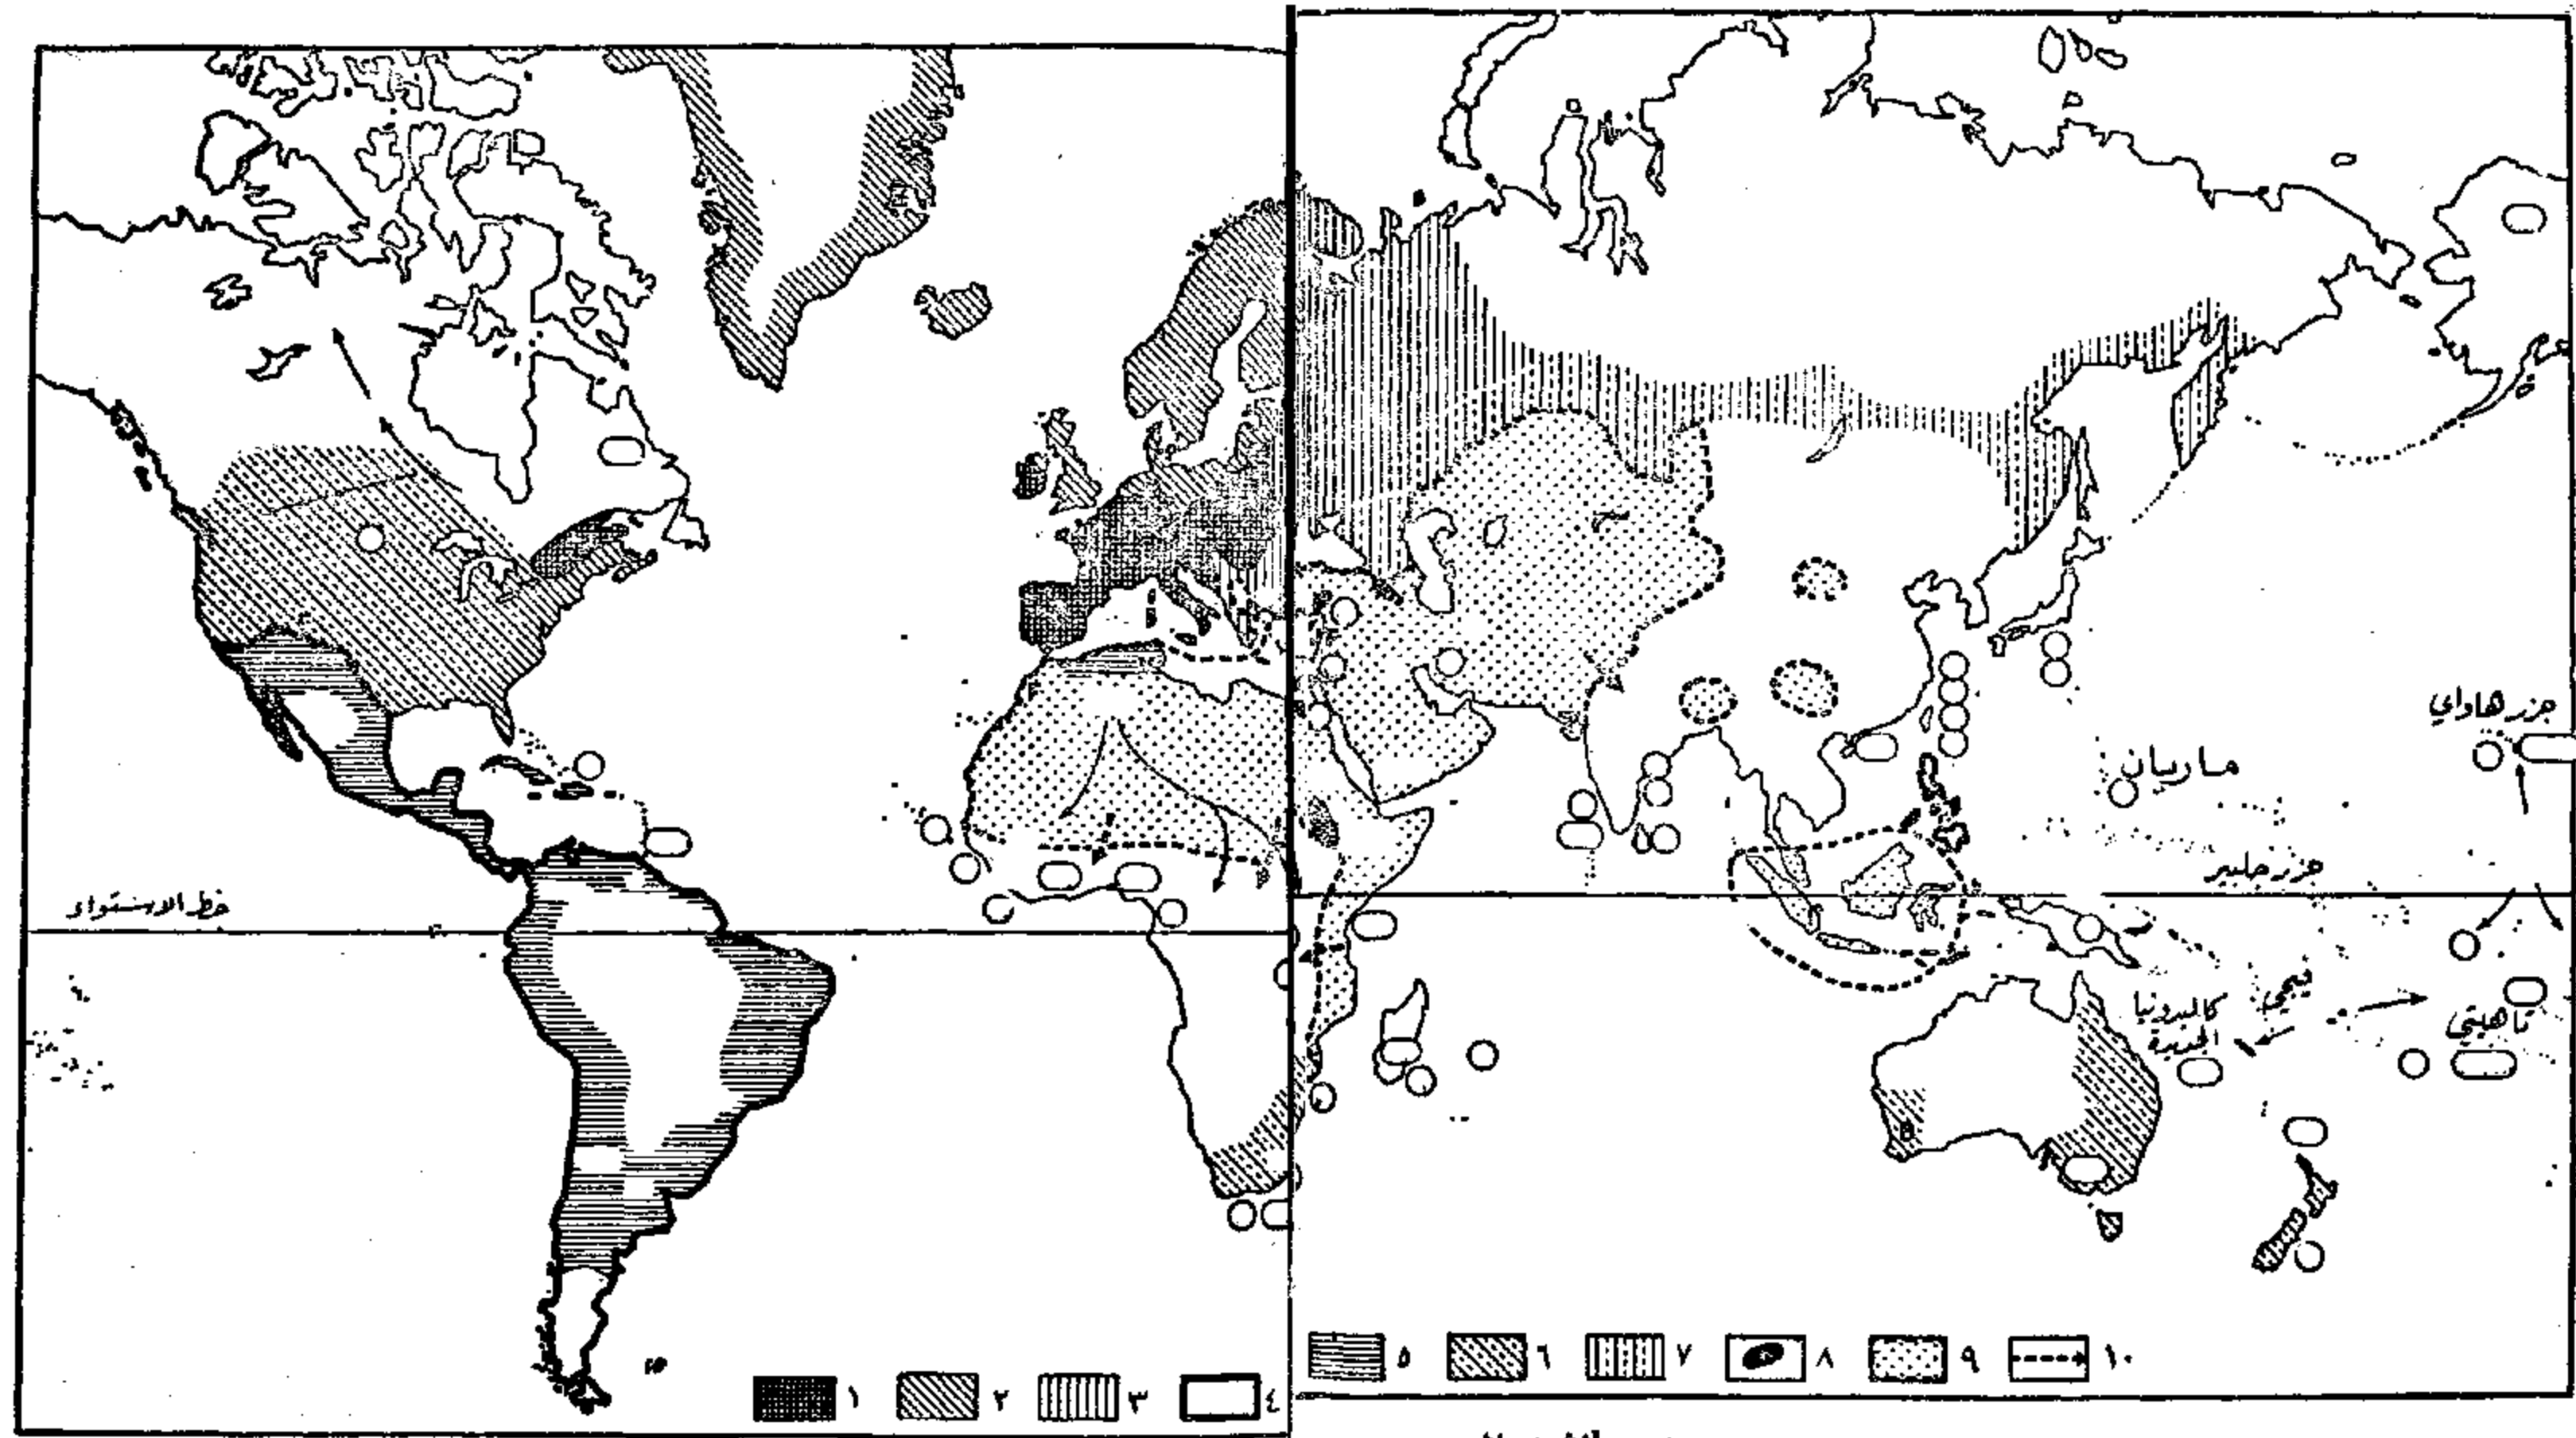 جزر هاواي
ماريان
جزر جلبير
خط الاستواء
فيجي
كاليدونيا
الجديدة
تاهيتي
١ ٢ ٣ ٤
٥ ٦ ٧ ٨ ٩ ١٠